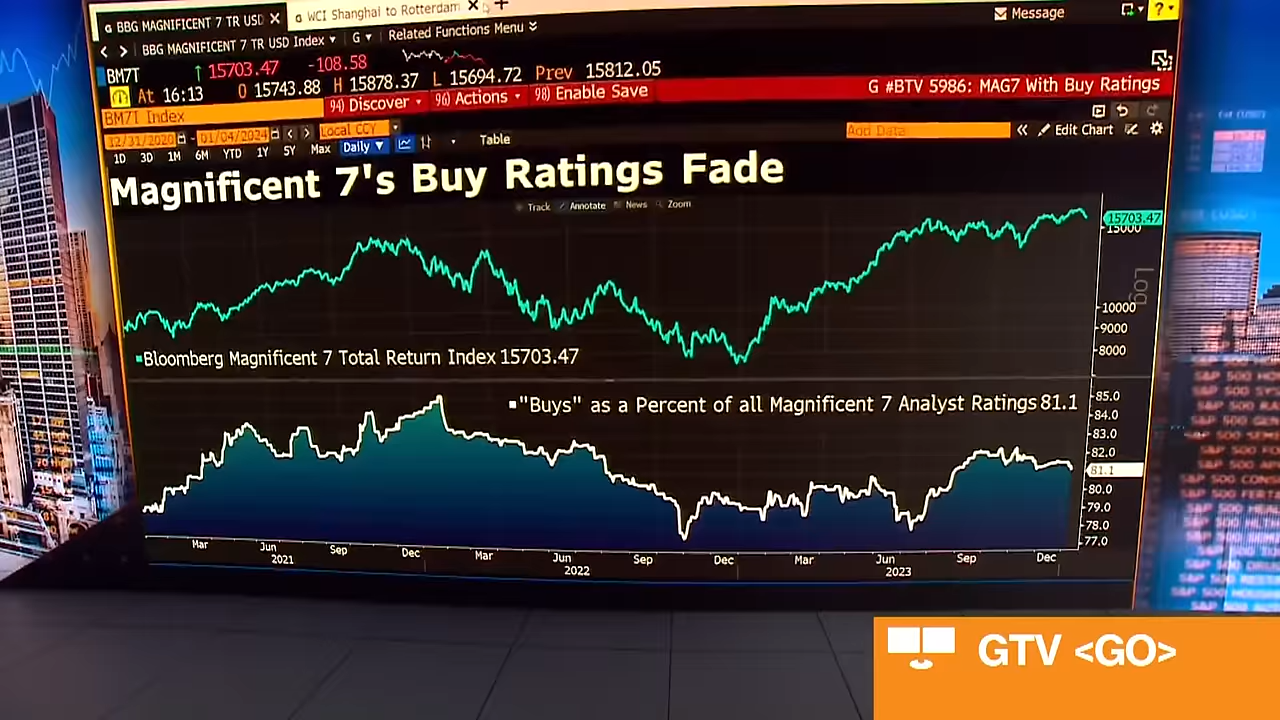 BBG MAGNIFICENT 7 TR USD
WCI Shanghai to Rotterdam
BBG MAGNIFICENT 7 TR USD Index
G
Related Functions Menu
Message
?
BM7T
15703.47
-108.58
At 16:13
O 15743.88
H 15878.37
L 15694.72
Prev 15812.05
BM7T Index
94) Discover
96) Actions
98) Enable Save
G #BTV 5986: MAG7 With Buy Ratings
12/31/2020 - 01/04/2024
Local CCY
Add Data
« Edit Chart
1D 3D 1M 6M YTD 1Y 5Y Max
Daily ▼
Table
Magnificent 7's Buy Ratings Fade
Track Annotate News Zoom
15703.47
15000
Log
10000
9000
8000
Bloomberg Magnificent 7 Total Return Index 15703.47
"Buys" as a Percent of all Magnificent 7 Analyst Ratings 81.1
85.0
84.0
83.0
82.0
81.1
80.0
79.0
78.0
77.0
Mar Jun Sep Dec Mar Jun Sep Dec Mar Jun Sep Dec
2021 2022 2023
GTV <GO>